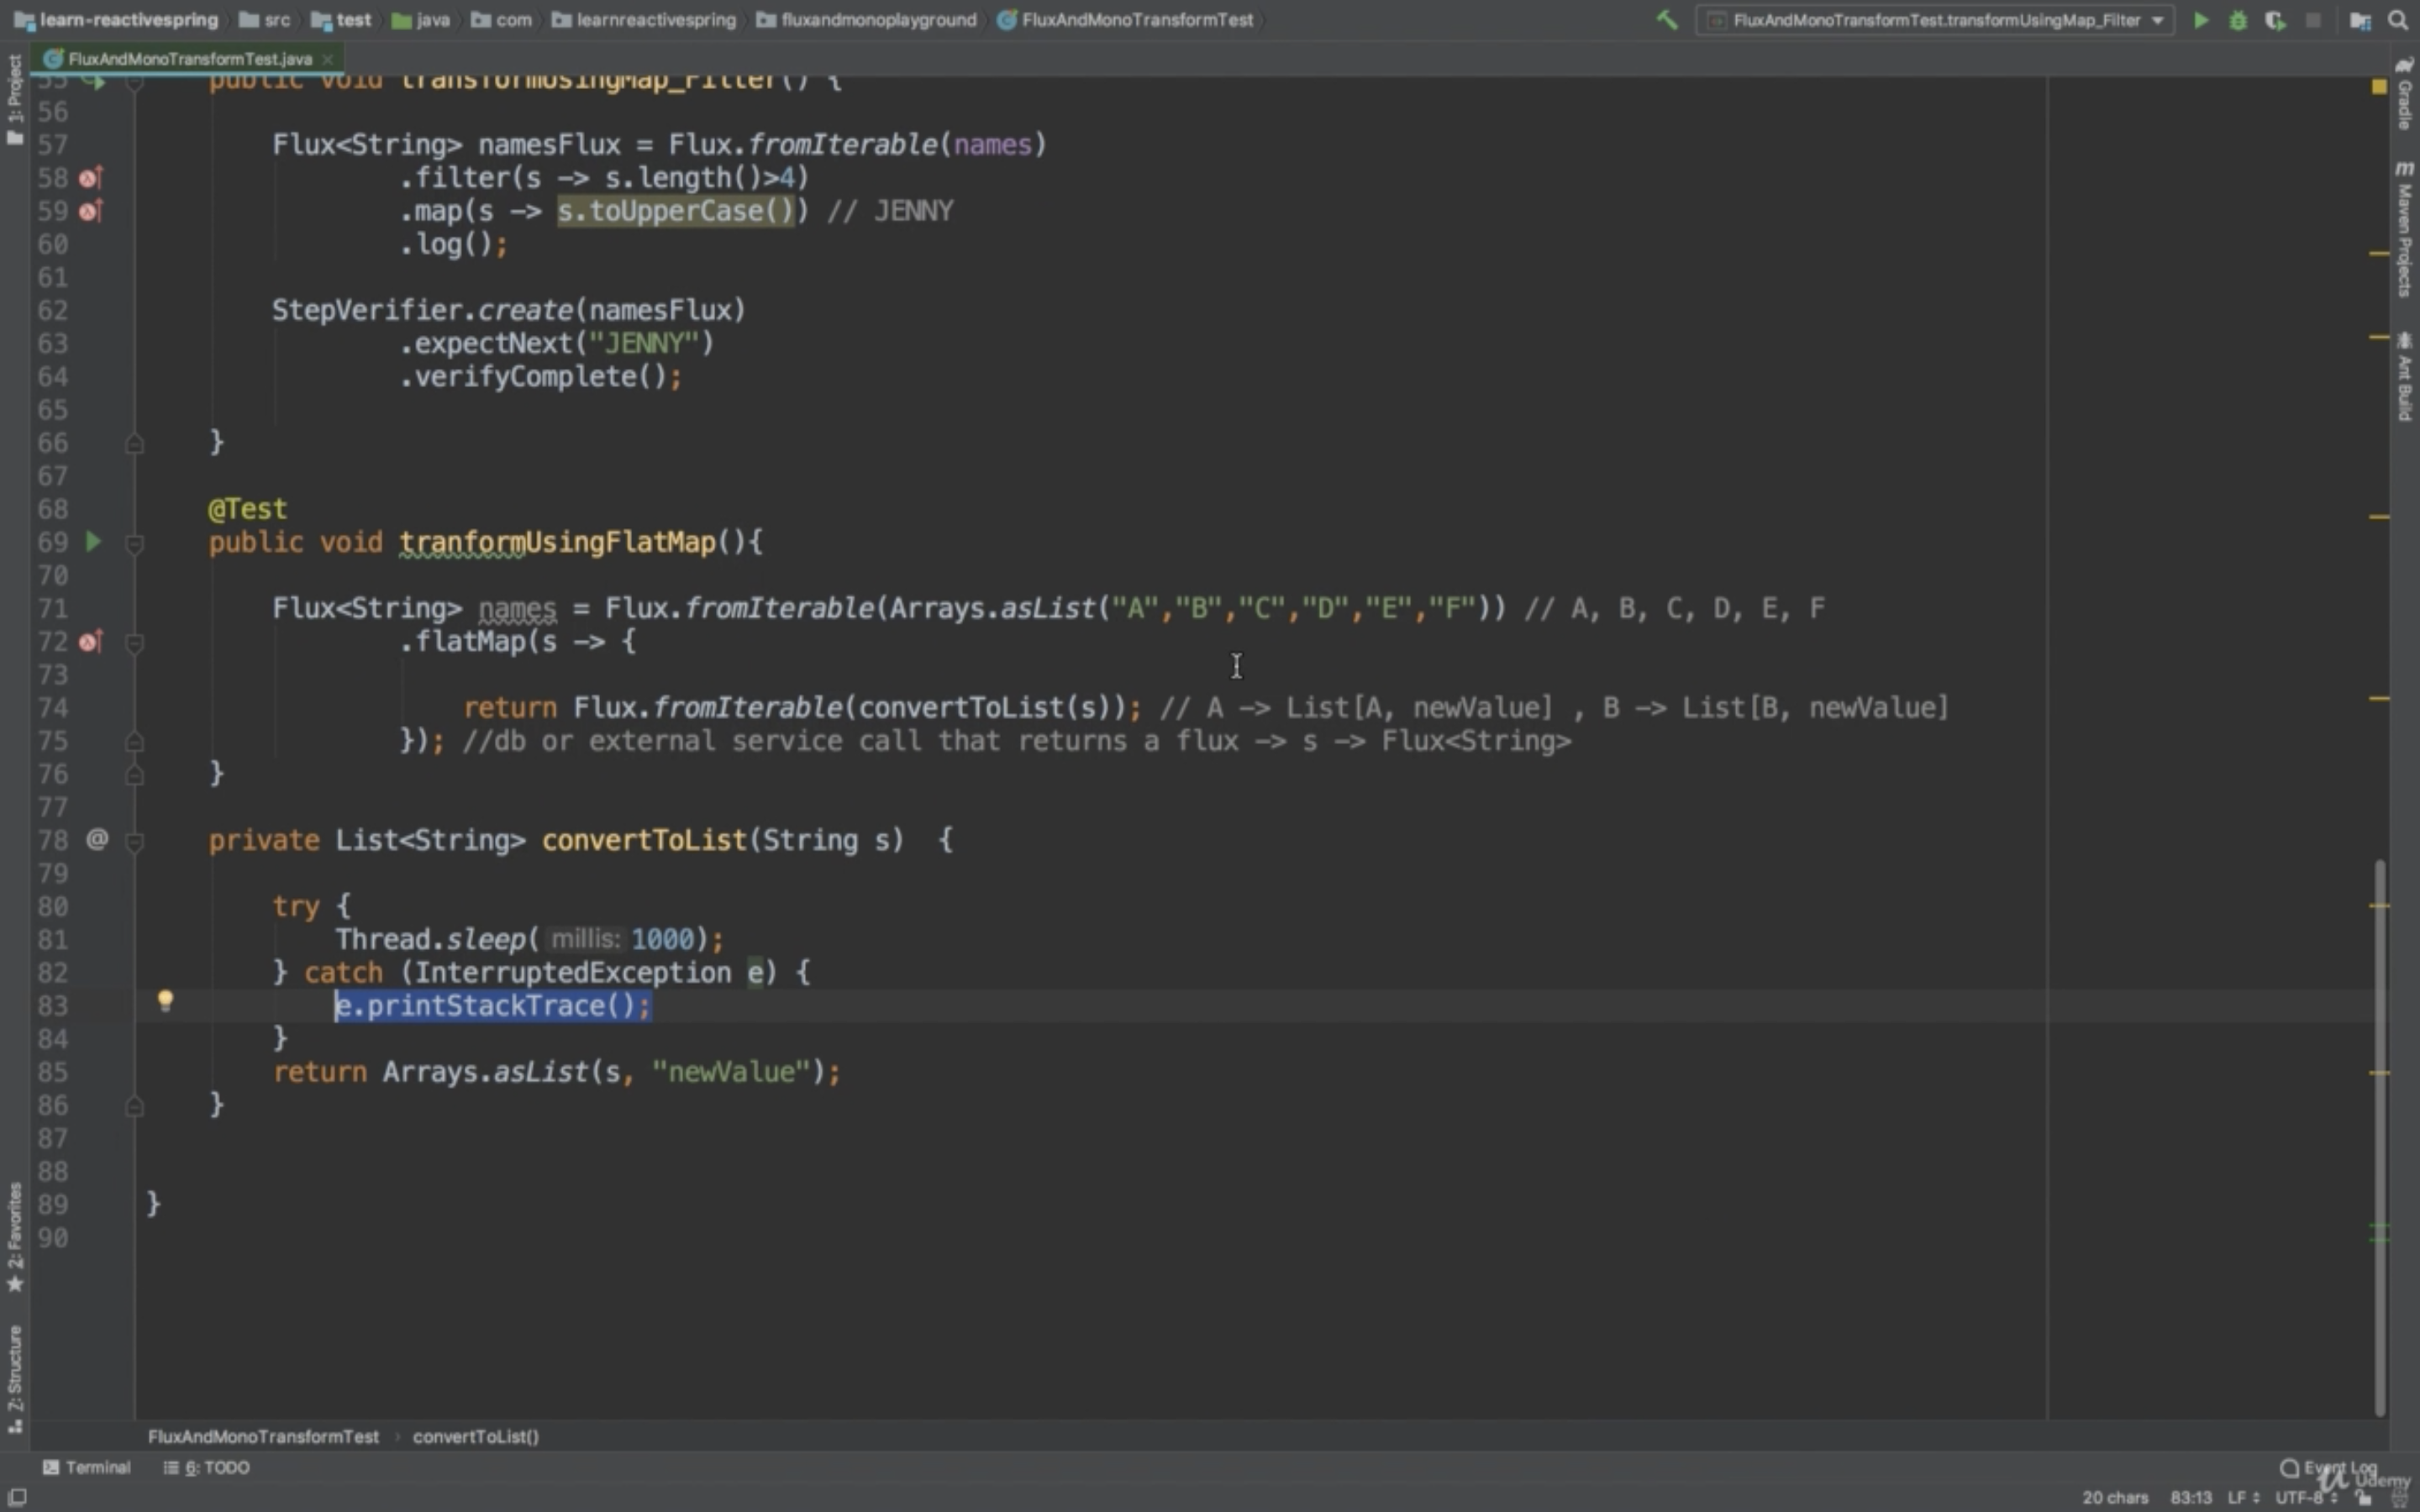 learn-reactivespring src test java com learnreactivespring fluxandmonoplayground FluxAndMonoTransformTest FluxAndMonoTransformTest.transformUsingMap_Filter
FluxAndMonoTransformTest.java
1: Project
Gradle
Maven Projects
Ant Build
55 public void transformUsingMap_Filter() {
56
57 Flux<String> namesFlux = Flux.fromIterable(names)
58 .filter(s -> s.length()>4)
59 .map(s -> s.toUpperCase()) // JENNY
60 .log();
61
62 StepVerifier.create(namesFlux)
63 .expectNext("JENNY")
64 .verifyComplete();
65
66 }
67
68 @Test
69 public void tranformUsingFlatMap(){
70
71 Flux<String> names = Flux.fromIterable(Arrays.asList("A","B","C","D","E","F")) // A, B, C, D, E, F
72 .flatMap(s -> {
73
74 return Flux.fromIterable(convertToList(s)); // A -> List[A, newValue] , B -> List[B, newValue]
75 }); //db or external service call that returns a flux -> s -> Flux<String>
76 }
77
78 @ private List<String> convertToList(String s) {
79
80 try {
81 Thread.sleep( millis: 1000);
82 } catch (InterruptedException e) {
83 e.printStackTrace();
84 }
85 return Arrays.asList(s, "newValue");
86 }
87
88
89 }
90
2: Favorites
7: Structure
FluxAndMonoTransformTest convertToList()
Terminal 6: TODO Event Log
Udemy
20 chars 83:13 LF UTF-8